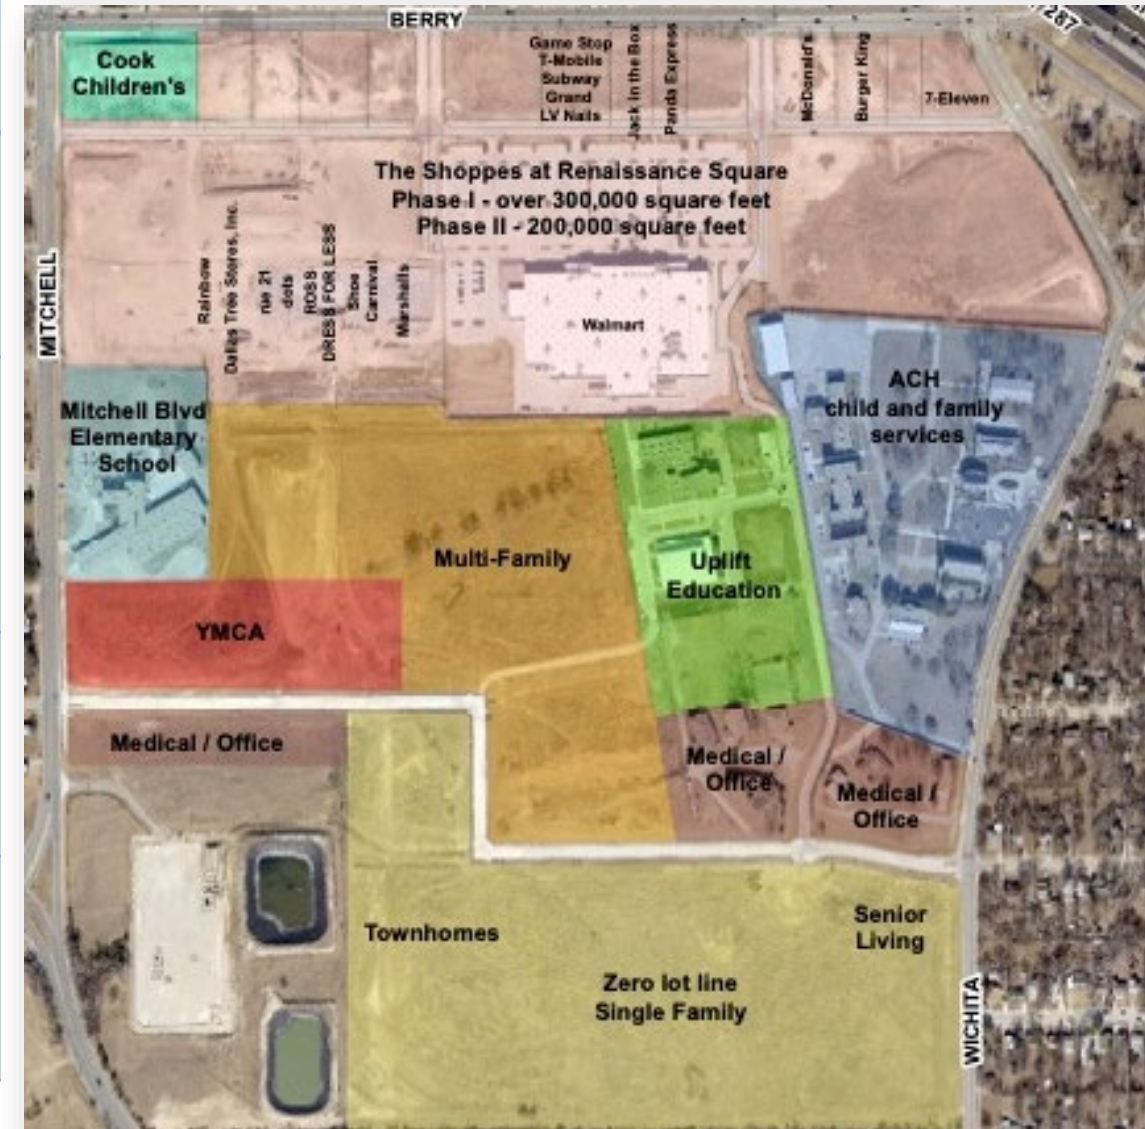 BERRY
287
Cook
Children's
Game Stop
T-Mobile
Subway
Grand
LV Nails
Jack in the Box
Panda Express
McDonald's
Burger King
7-Eleven
The Shoppes at Renaissance Square
Phase I - over 300,000 square feet
Phase II - 200,000 square feet
MITCHELL
Rainbow
Dallas Tree Stores, Inc.
rue 21
dots
ROSS
DRESS FOR LESS
Shoe
Carnival
Marshalls
Walmart
Mitchell Blvd
Elementary
School
ACH
child and family
services
Multi-Family
Uplift
Education
YMCA
Medical / Office
Medical /
Office
Medical /
Office
Townhomes
Senior
Living
Zero lot line
Single Family
WICHITA